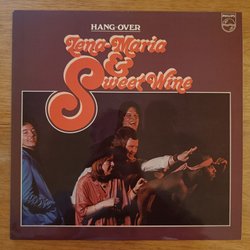 HANG-OVER
Lena-Maria
& Sweet Wine
PHILIPS